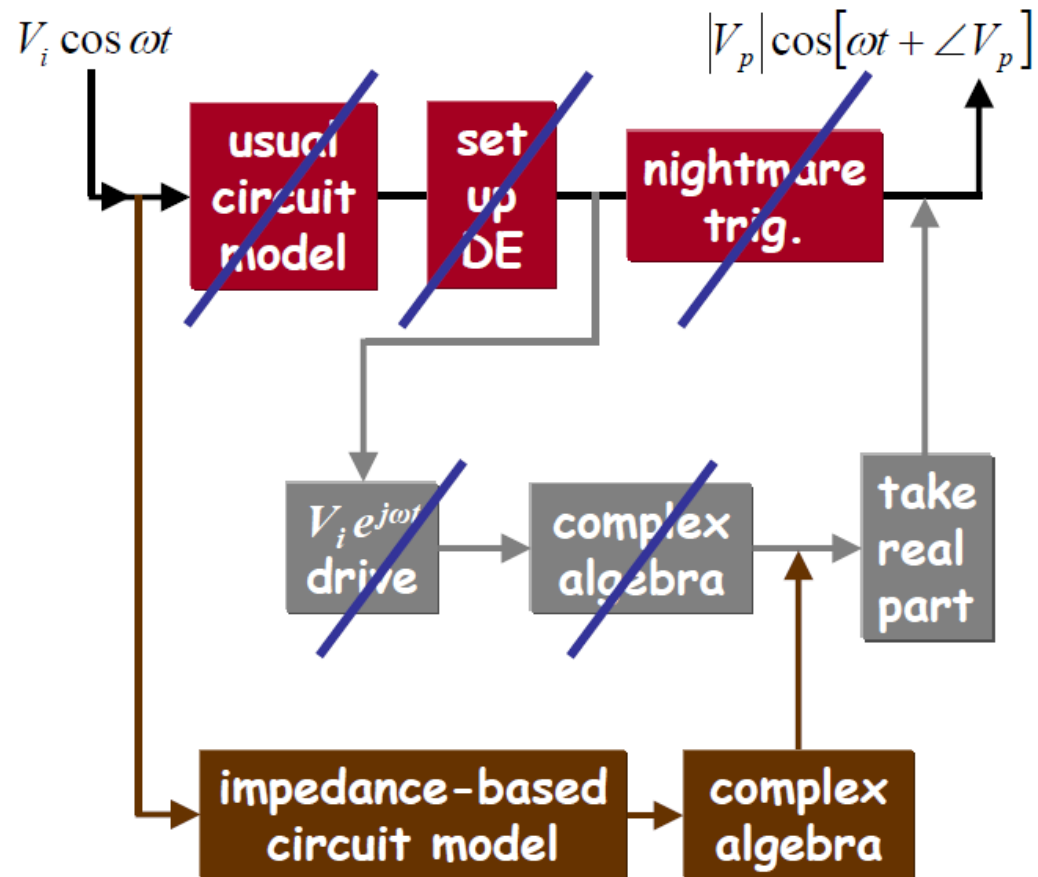 V_i cos ωt
|V_p| cos[ωt + ∠V_p]
usual
circuit
model
set
up
DE
nightmare
trig.
V_i e^{jωt}
drive
complex
algebra
take
real
part
impedance-based
circuit model
complex
algebra